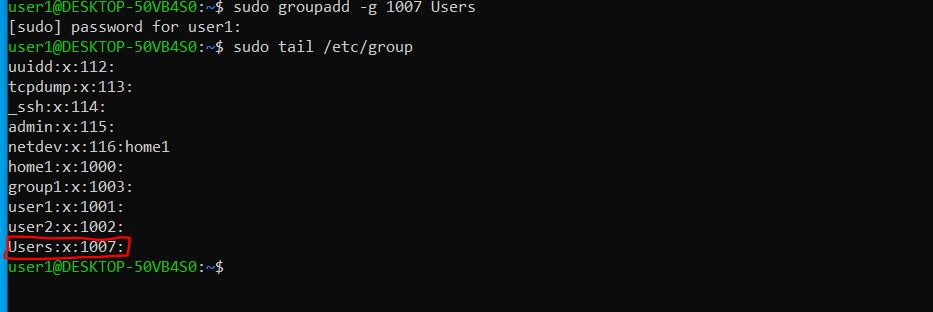 user1@DESKTOP-50VB4S0:~$ sudo groupadd -g 1007 Users
[sudo] password for user1:
user1@DESKTOP-50VB4S0:~$ sudo tail /etc/group
uuidd:x:112:
tcpdump:x:113:
_ssh:x:114:
admin:x:115:
netdev:x:116:home1
home1:x:1000:
group1:x:1003:
user1:x:1001:
user2:x:1002:
Users:x:1007:
user1@DESKTOP-50VB4S0:~$